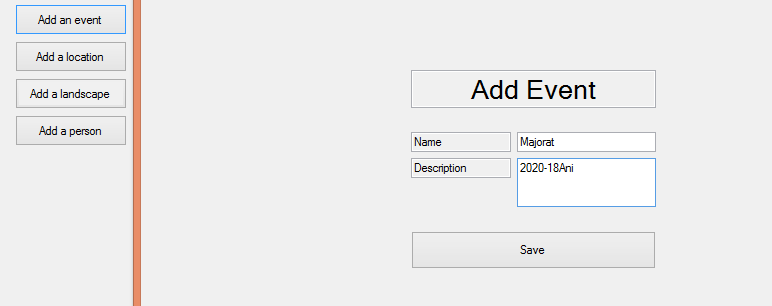 Add an event
Add a location
Add a landscape
Add a person
Add Event
Name Majorat
Description 2020-18Ani
Save